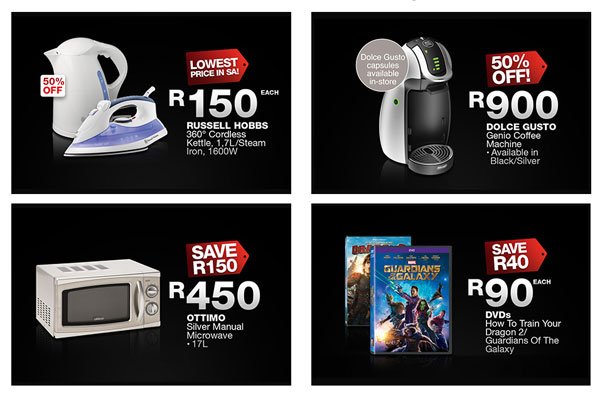 50%
OFF
LOWEST
PRICE IN SA!
R150 EACH
RUSSELL HOBBS
360° Cordless
Kettle, 1,7L/Steam
Iron, 1600W
Dolce Gusto
capsules
available
in-store
50%
OFF!
R900
DOLCE GUSTO
Genio Coffee
Machine
• Available in
Black/Silver
SAVE
R150
R450
OTTIMO
Silver Manual
Microwave
• 17L
MARVEL
GUARDIANS
OF THE
GALAXY
SAVE
R40
R90 EACH
DVDs
How To Train Your
Dragon 2/
Guardians Of The
Galaxy